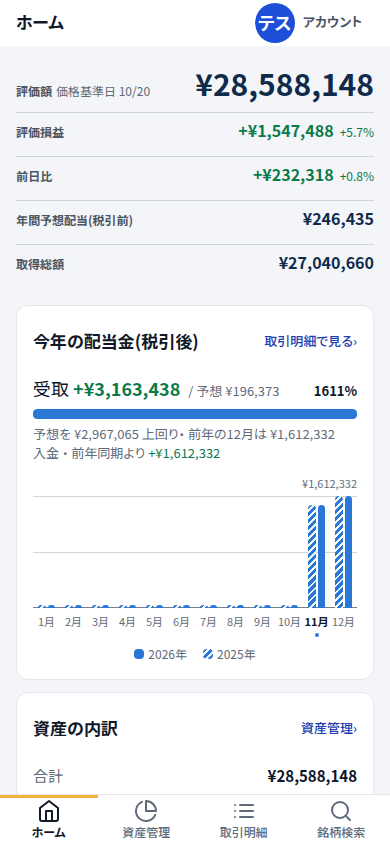 ホーム テス アカウント
評価額 価格基準日 10/20 ¥28,588,148
評価損益 +¥1,547,488 +5.7%
前日比 +¥232,318 +0.8%
年間予想配当(税引前) ¥246,435
取得総額 ¥27,040,660
今年の配当金(税引後) 取引明細で見る›
受取 +¥3,163,438 / 予想 ¥196,373 1611%
予想を ¥2,967,065 上回り・前年の12月は ¥1,612,332
入金・前年同期より +¥1,612,332
¥1,612,332
1月 2月 3月 4月 5月 6月 7月 8月 9月 10月 11月 12月
2026年 2025年
資産の内訳 資産管理›
合計 ¥28,588,148
ホーム 資産管理 取引明細 銘柄検索